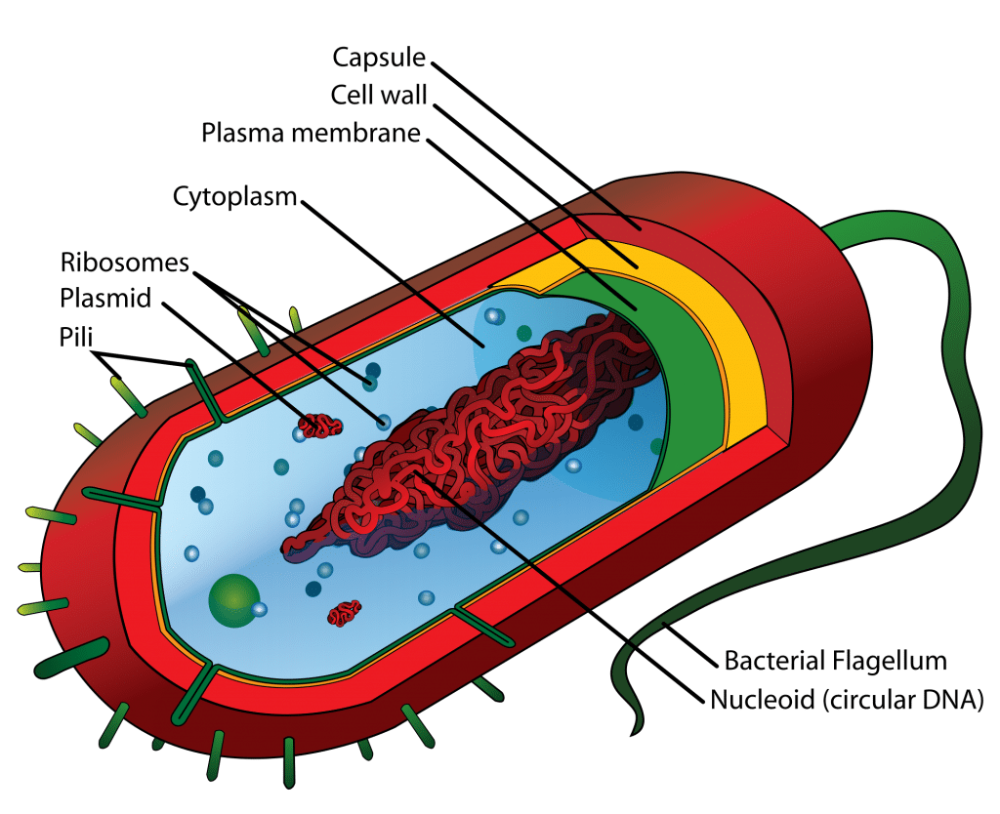 Capsule
Cell wall
Plasma membrane
Cytoplasm
Ribosomes
Plasmid
Pili
Bacterial Flagellum
Nucleoid (circular DNA)